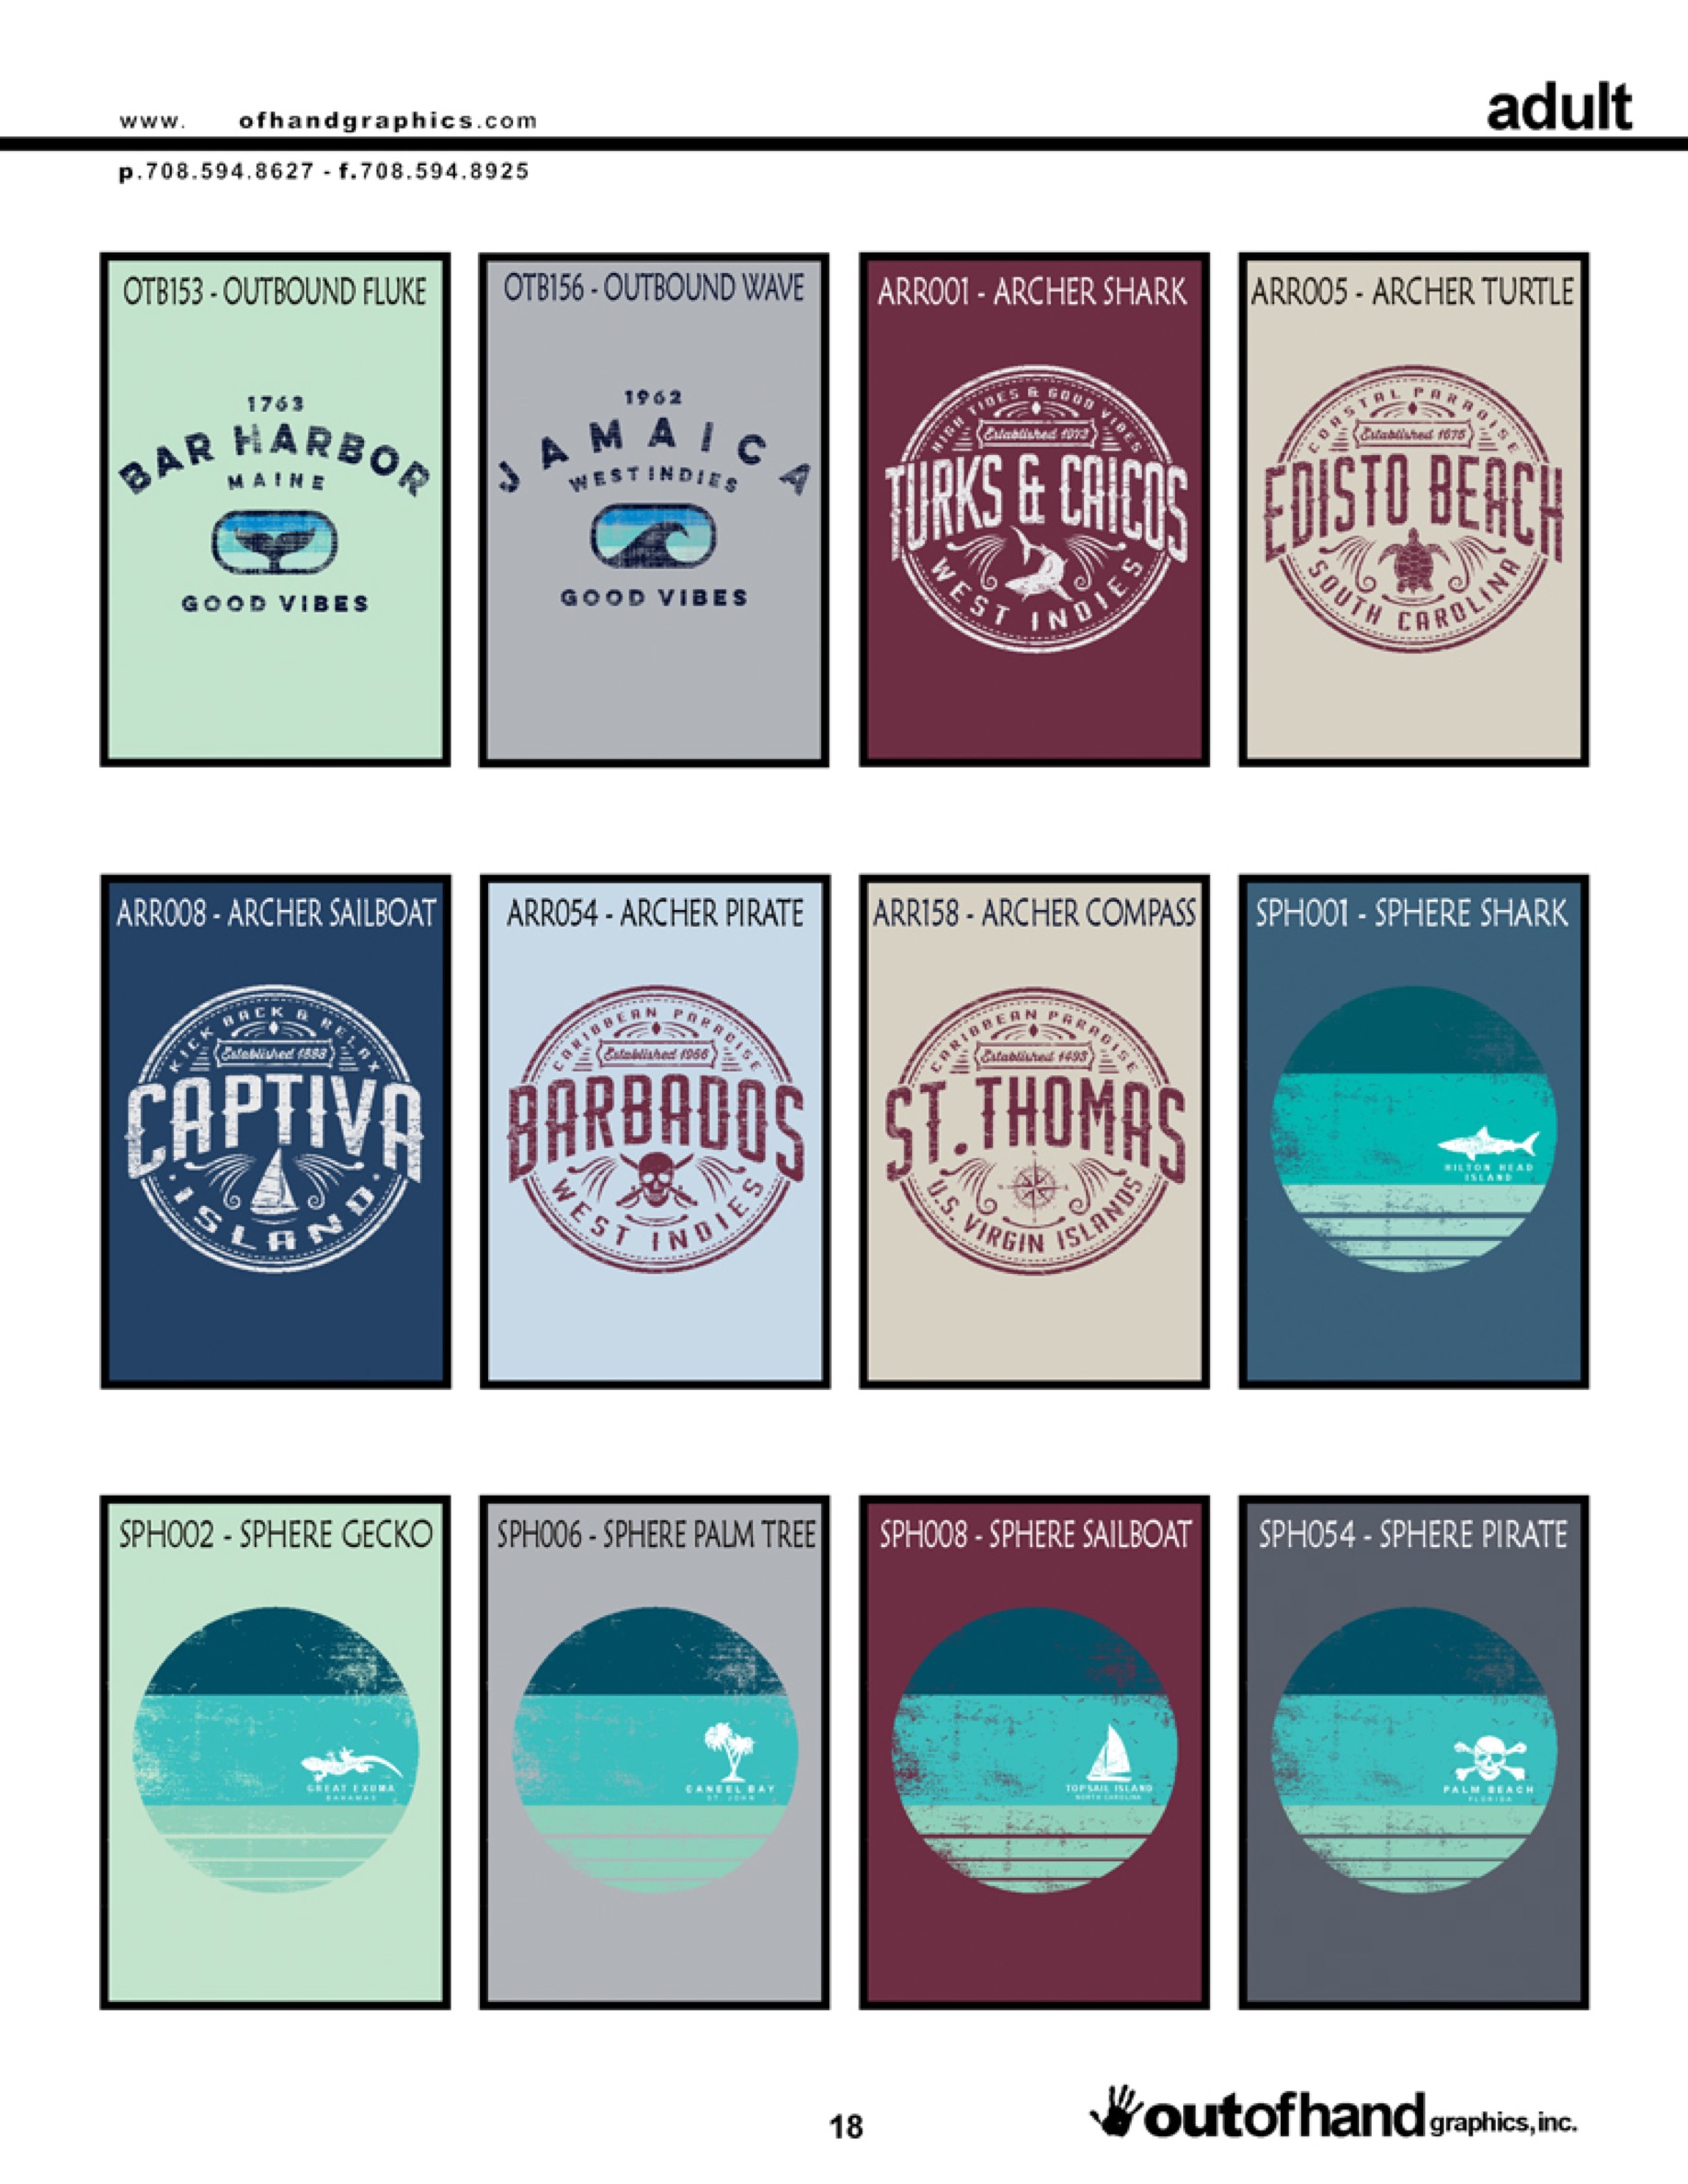 www. ofhandgraphics.com
adult
p.708.594.8627 - f.708.594.8925
OTB153 - OUTBOUND FLUKE
1763
BAR HARBOR
MAINE
GOOD VIBES
OTB156 - OUTBOUND WAVE
1962
JAMAICA
WEST INDIES
GOOD VIBES
ARR001 - ARCHER SHARK
HIGH TIDES & GOOD VIBES
Established 1973
TURKS & CAICOS
WEST INDIES
ARR005 - ARCHER TURTLE
COASTAL PARADISE
Established 1675
EDISTO BEACH
SOUTH CAROLINA
ARR008 - ARCHER SAILBOAT
KICK BACK & RELAX
Established 1888
CAPTIVA
ISLAND
ARR054 - ARCHER PIRATE
CARIBBEAN PARADISE
Established 1966
BARBADOS
WEST INDIES
ARR158 - ARCHER COMPASS
CARIBBEAN PARADISE
Established 1493
ST. THOMAS
U.S. VIRGIN ISLANDS
SPH001 - SPHERE SHARK
HILTON HEAD
ISLAND
SPH002 - SPHERE GECKO
GREAT EXUMA
BAHAMAS
SPH006 - SPHERE PALM TREE
CANEEL BAY
ST. JOHN
SPH008 - SPHERE SAILBOAT
TOPSAIL ISLAND
NORTH CAROLINA
SPH054 - SPHERE PIRATE
PALM BEACH
FLORIDA
18
outofhand graphics, inc.